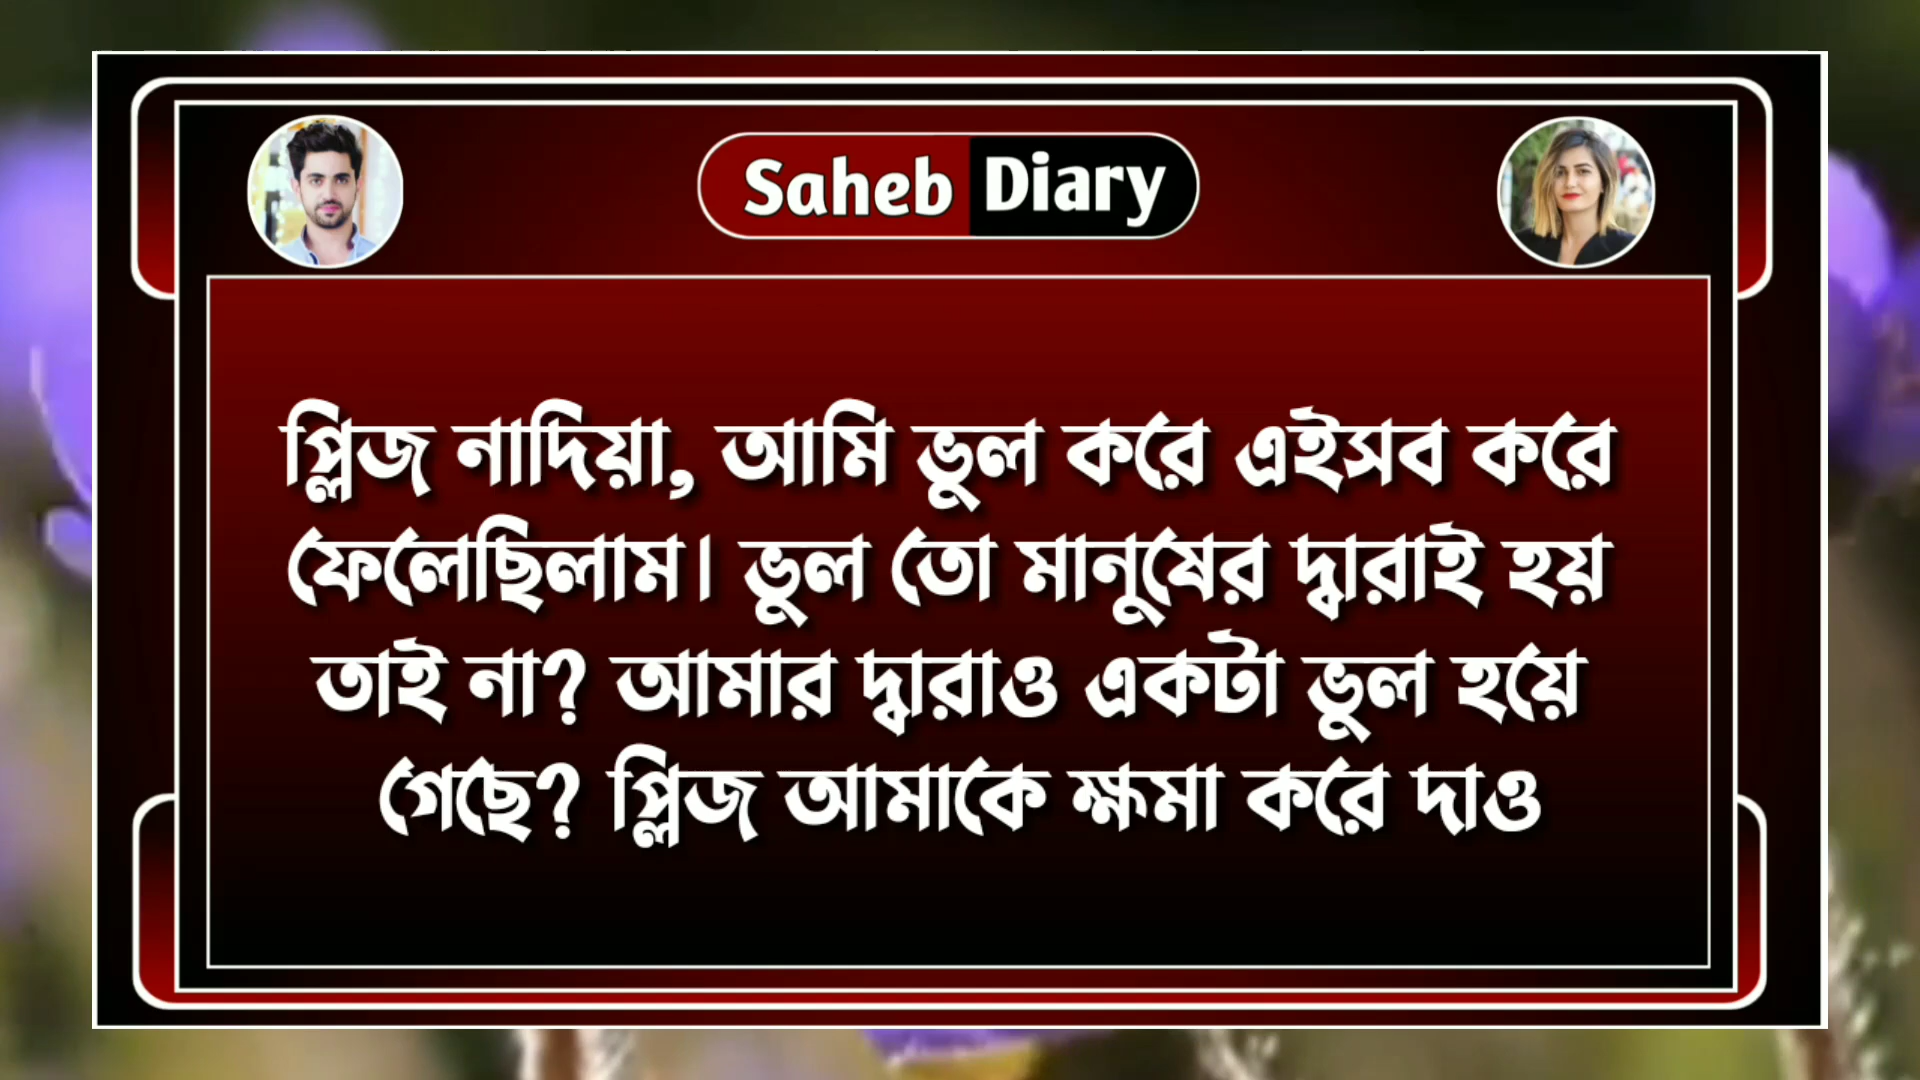 Saheb Diary
প্লিজ নাদিয়া, আমি ভুল করে এইসব করে
ফেলেছিলাম। ভুল তো মানুষের দ্বারাই হয়
তাই না? আমার দ্বারাও একটা ভুল হয়ে
গেছে? প্লিজ আমাকে ক্ষমা করে দাও